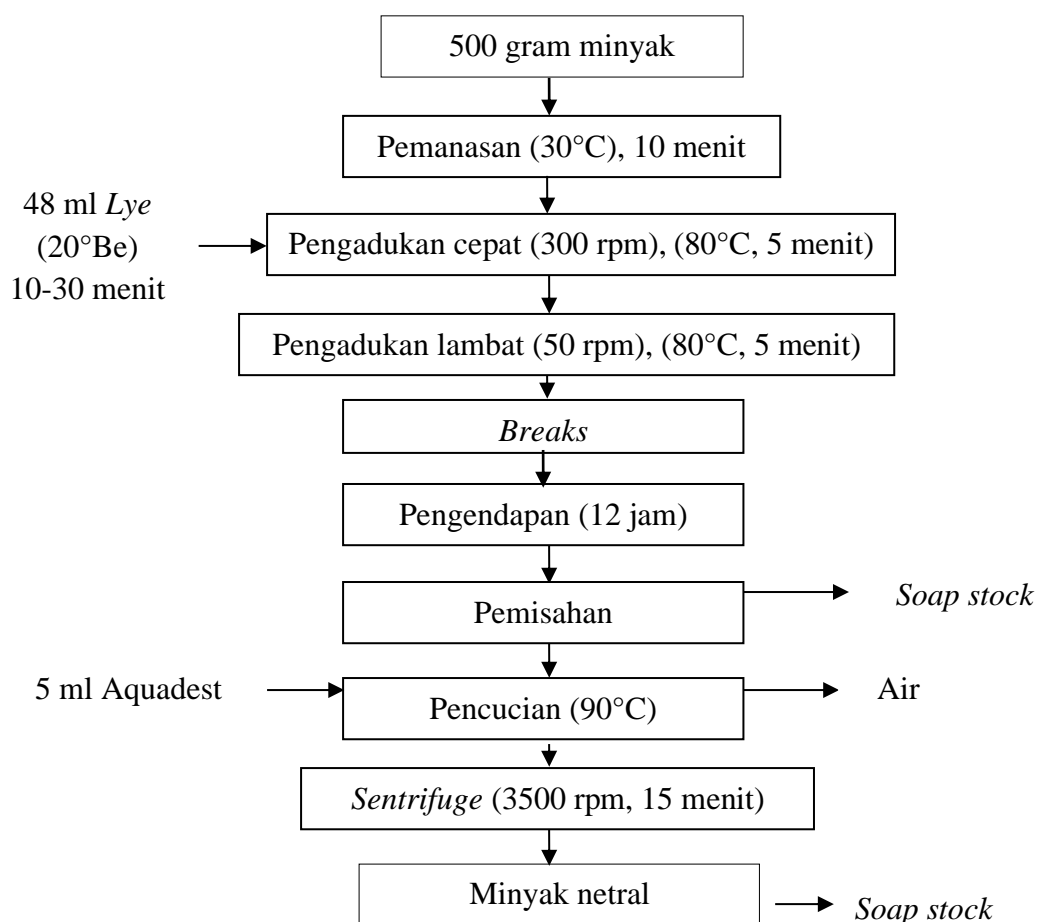 500 gram minyak
Pemanasan (30°C), 10 menit
48 ml Lye
(20°Be)
10-30 menit
Pengadukan cepat (300 rpm), (80°C, 5 menit)
Pengadukan lambat (50 rpm), (80°C, 5 menit)
Breaks
Pengendapan (12 jam)
Pemisahan
Soap stock
5 ml Aquadest
Pencucian (90°C)
Air
Sentrifuge (3500 rpm, 15 menit)
Minyak netral
Soap stock